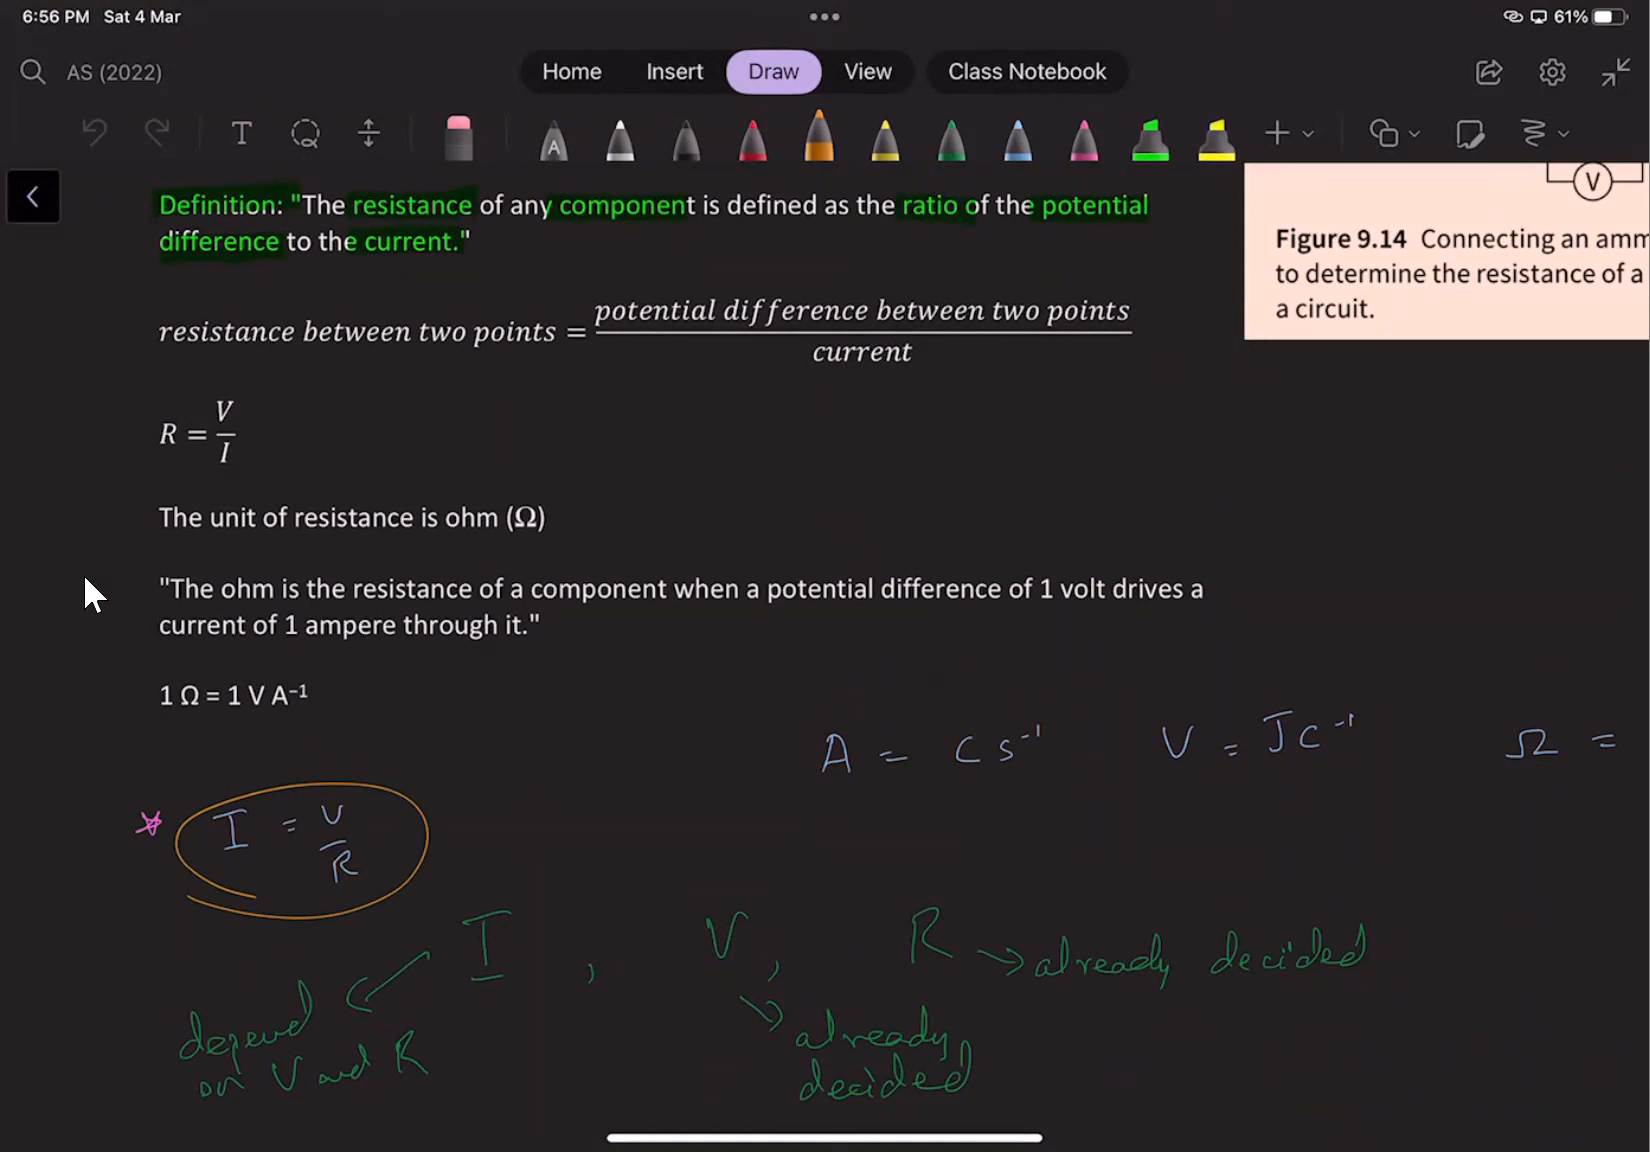 6:56 PM Sat 4 Mar
61%
AS (2022)
Home Insert Draw View Class Notebook
T
A
V
Definition: "The resistance of any component is defined as the ratio of the potential
difference to the current."
Figure 9.14 Connecting an amm
to determine the resistance of a
a circuit.
resistance between two points = potential difference between two points
current
R = V
I
The unit of resistance is ohm (Ω)
"The ohm is the resistance of a component when a potential difference of 1 volt drives a
current of 1 ampere through it."
1 Ω = 1 V A⁻¹
A = C s⁻¹ V = J C⁻¹ Ω =
I = V
R
I , V , R → already decided
depend
on V and R
already
decided